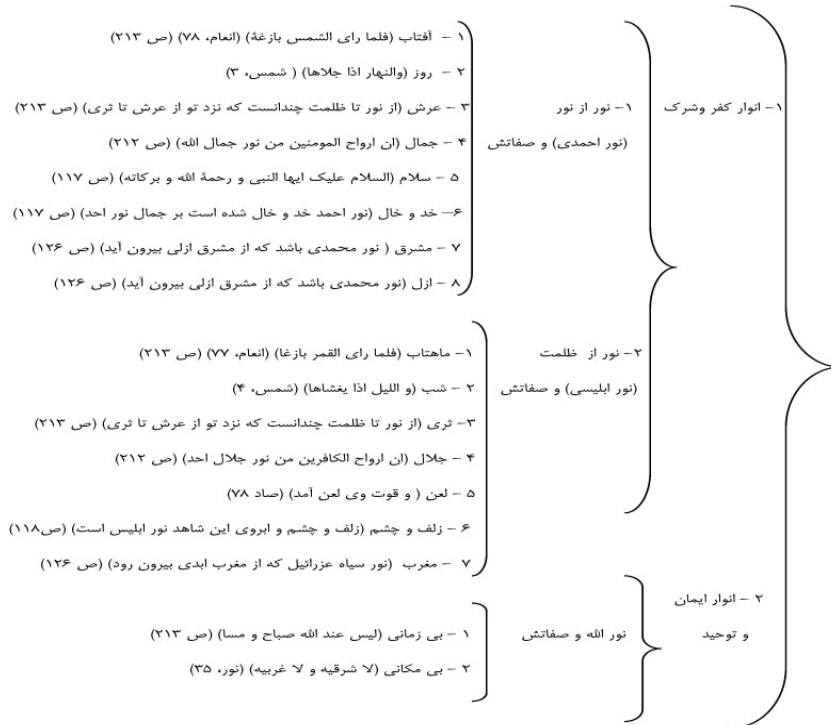 ۱- انوار کفر وشرک
۱- نور از نور
(نور احمدی) و صفاتش
۱ - آفتاب (فلما رای الشمس بازغة) (انعام، ۷۸) (ص ۲۱۳)
۲ - روز (والنهار اذا جلاها) ( شمس، ۳)
۳ - عرش (از نور تا ظلمت چندانست که نزد تو از عرش تا ثری) (ص ۲۱۳)
۴ - جمال (ان ارواح المومنین من نور جمال الله) (ص ۲۱۲)
۵ - سلام (السلام علیک ایها النبی و رحمة الله و برکاته) (ص ۱۱۷)
۶- خد و خال (نور احمد خد و خال شده است بر جمال نور احد) (ص ۱۱۷)
۷ - مشرق ( نور محمدی باشد که از مشرق ازلی بیرون آید) (ص ۱۲۶)
۸ - ازل (نور محمدی باشد که از مشرق ازلی بیرون آید) (ص ۱۲۶)
۲- نور از ظلمت
(نور ابلیسی) و صفاتش
۱- ماهتاب (فلما رای القمر بازغا) (انعام، ۷۷) (ص ۲۱۳)
۲ - شب (و اللیل اذا یغشاها) (شمس، ۴)
۳- ثری (از نور تا ظلمت چندانست که نزد تو از عرش تا ثری) (ص ۲۱۳)
۴ - جلال (ان ارواح الکافرین من نور جلال احد) (ص ۲۱۲)
۵ - لعن ( و قوت وی لعن آمد) (صاد ۷۸)
۶ - زلف و چشم (زلف و چشم و ابروی این شاهد نور ابلیس است) (ص۱۱۸)
۷ - مغرب (نور سیاه عزرائیل که از مغرب ابدی بیرون رود) (ص ۱۲۶)
۲ - انوار ایمان
و توحید
نور الله و صفاتش
۱ - بی زمانی (لیس عند الله صباح و مسا) (ص ۲۱۳)
۲ - بی مکانی (لا شرقیه و لا غربیه) (نور، ۳۵)